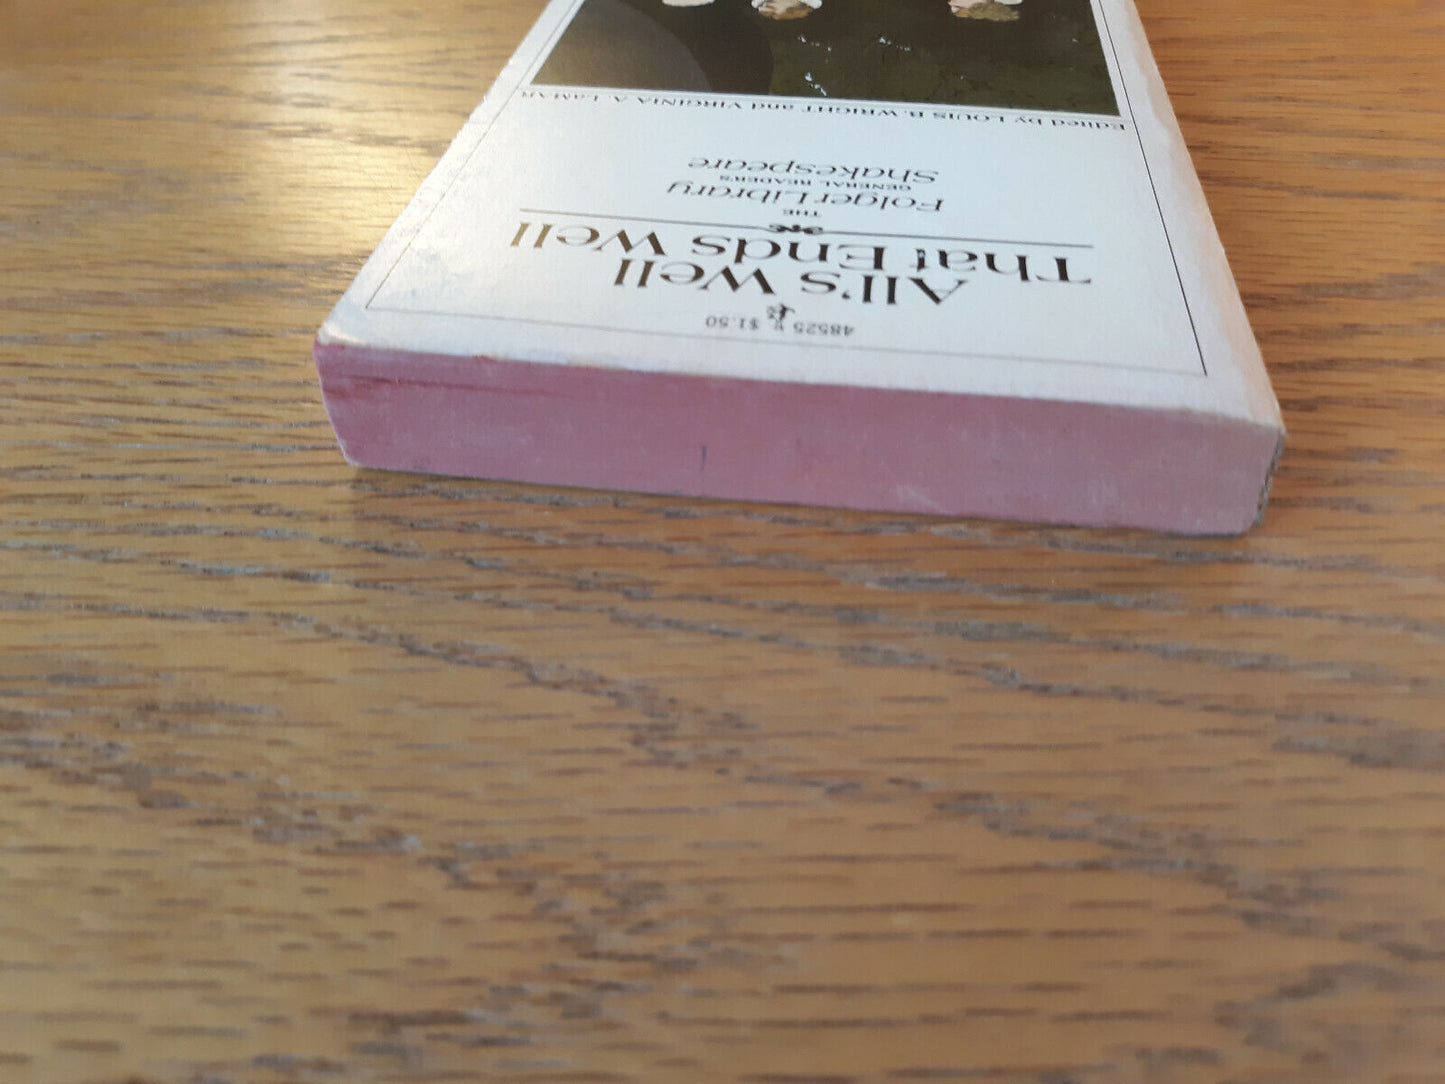 48525 $1.50
All's Well
That Ends Well
THE
Folger Library
GENERAL READER'S
Shakespeare
Edited by LOUIS B. WRIGHT and VIRGINIA A. LaMAR